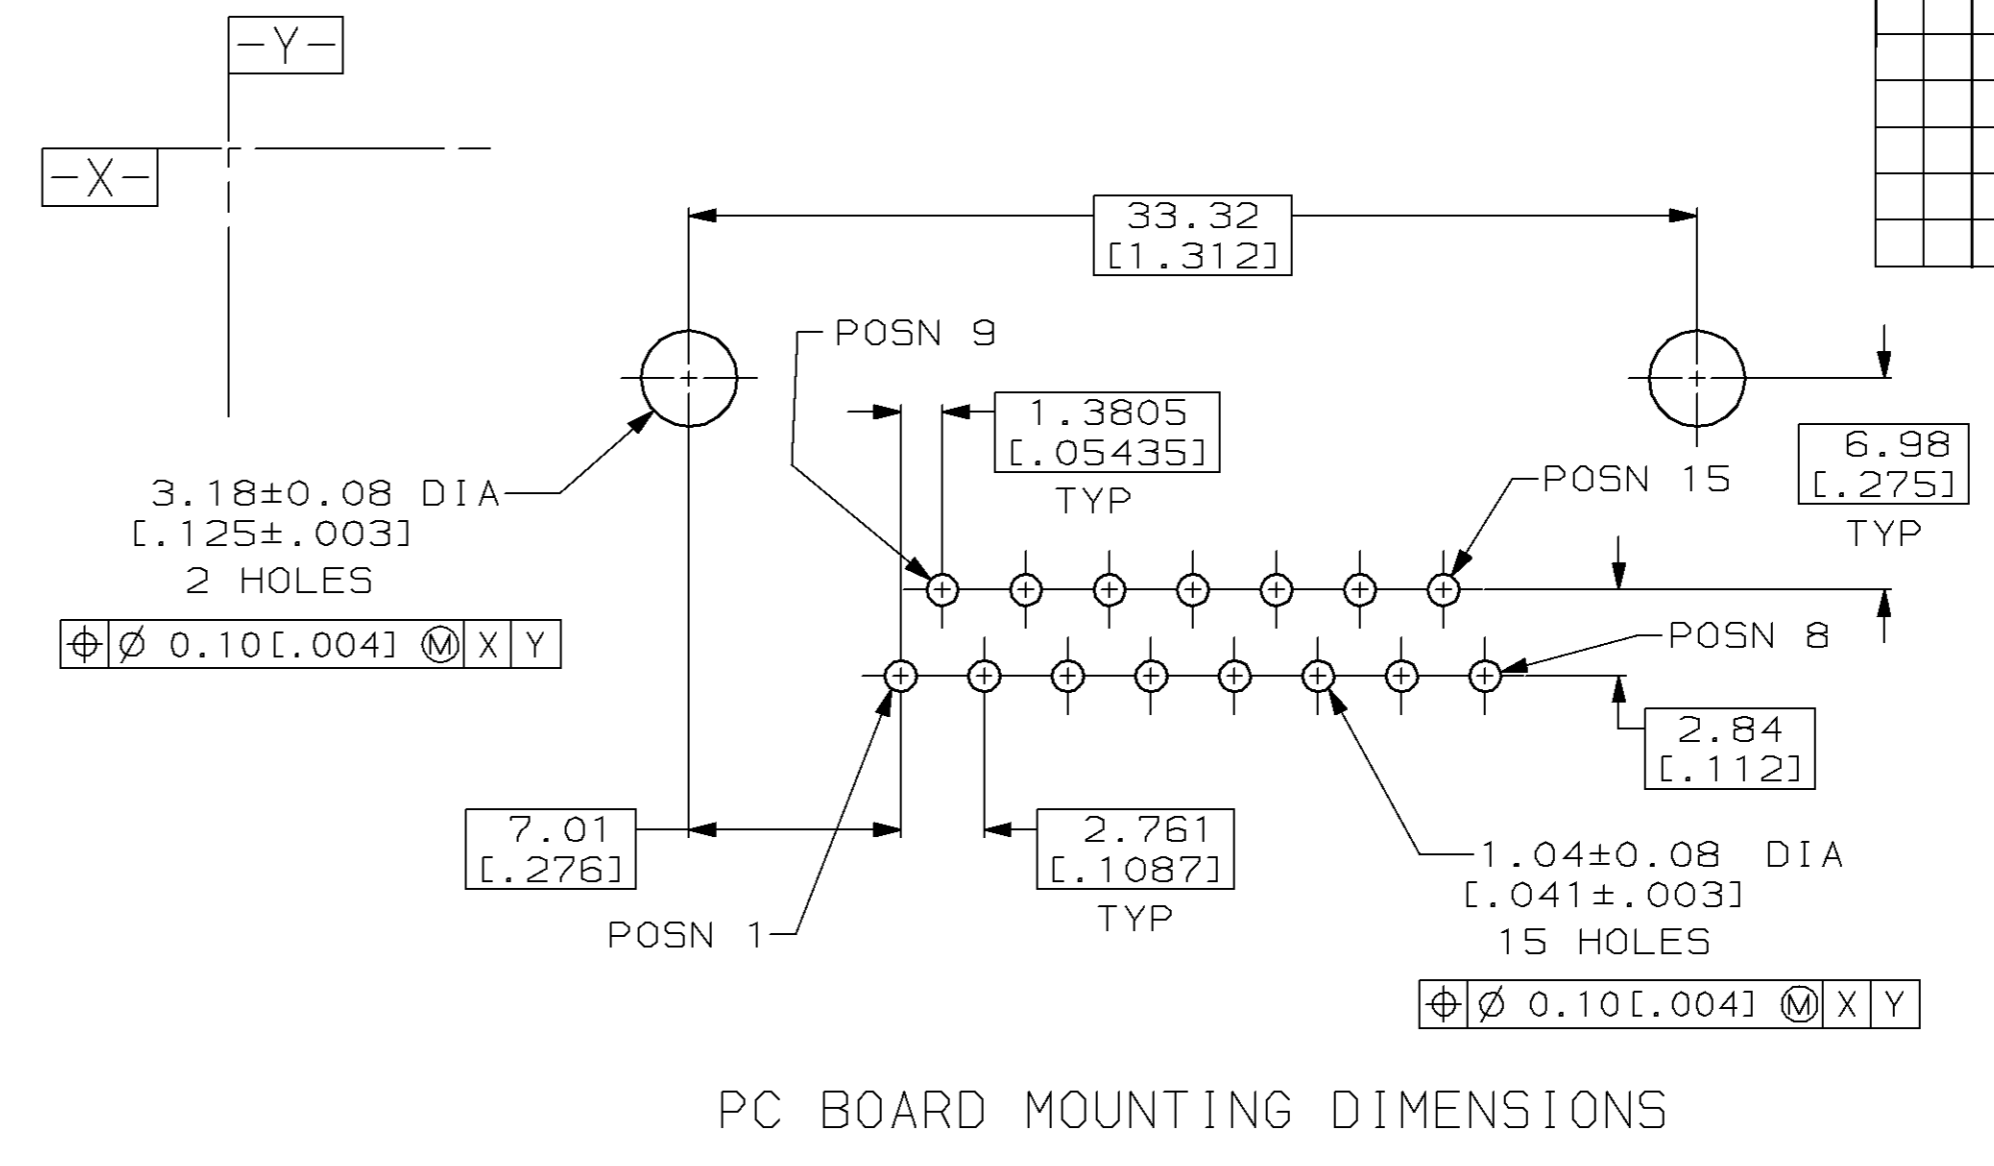 -Y-
-X-
33.32
[1.312]
POSN 9
1.3805
[.05435]
TYP
POSN 15
6.98
[.275]
TYP
3.18±0.08 DIA
[.125±.003]
2 HOLES
⌖ Ø 0.10[.004] Ⓜ X Y
POSN 8
2.84
[.112]
7.01
[.276]
2.761
[.1087]
TYP
POSN 1
1.04±0.08 DIA
[.041±.003]
15 HOLES
⌖ Ø 0.10[.004] Ⓜ X Y
PC BOARD MOUNTING DIMENSIONS